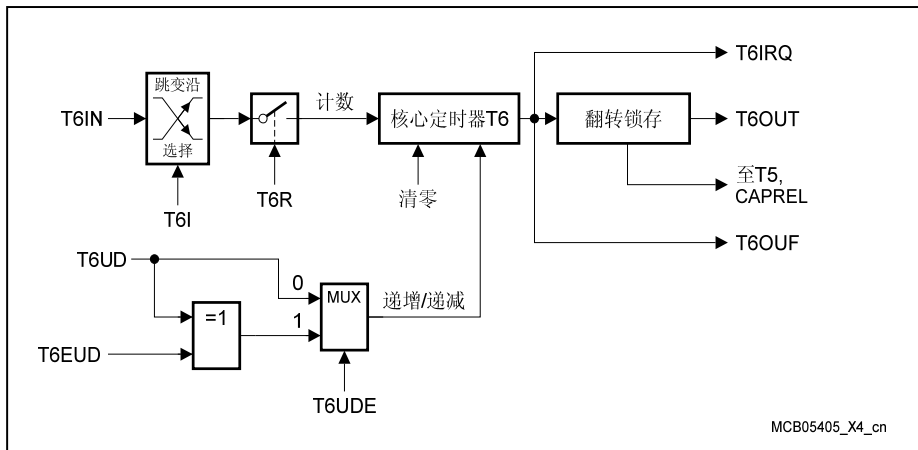 T6IRQ
跳变沿
计数
T6IN
核心定时器T6
翻转锁存
T6OUT
选择
至T5,
CAPREL
T6I
T6R
清零
T6OUF
T6UD
0
MUX
递增/递减
=1
1
T6EUD
T6UDE
MCB05405_X4_cn